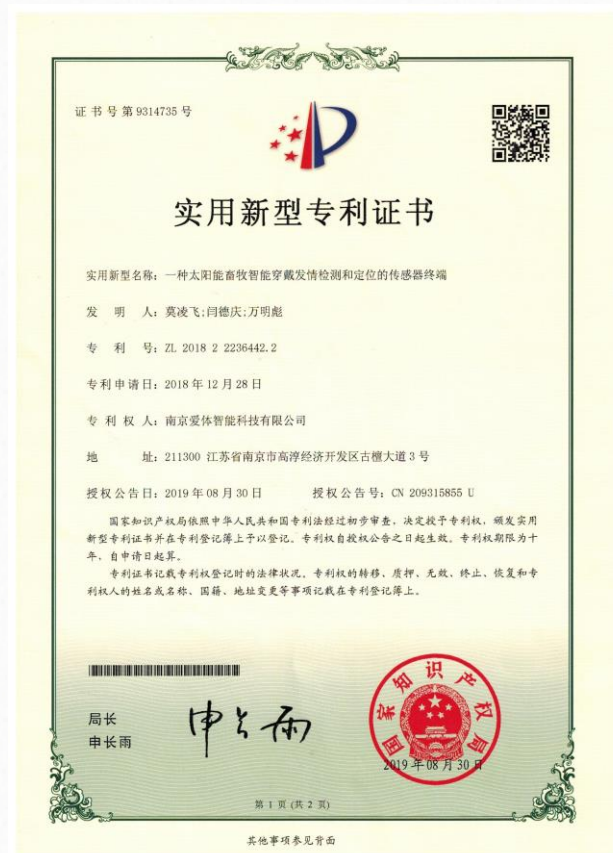 证书号第9314735号
实用新型专利证书
实用新型名称：一种太阳能畜牧智能穿戴发情检测和定位的传感器终端
发明人：莫凌飞;闫德庆;万明彪
专利号：ZL 2018 2 2236442.2
专利申请日：2018年12月28日
专利权人：南京爱体智能科技有限公司
地址：211300 江苏省南京市高淳经济开发区古檀大道3号
授权公告日：2019年08月30日 授权公告号：CN 209315855 U
国家知识产权局依照中华人民共和国专利法经过初步审查，决定授予专利权，颁发实用
新型专利证书并在专利登记簿上予以登记。专利权自授权公告之日起生效。专利权期限为十
年，自申请日起算。
专利证书记载专利权登记时的法律状况。专利权的转移、质押、无效、终止、恢复和专
利权人的姓名或名称、国籍、地址变更等事项记载在专利登记簿上。
局长
申长雨
申长雨
国家知识产权局
2019年08月30日
第1页(共2页)
其他事项参见背面